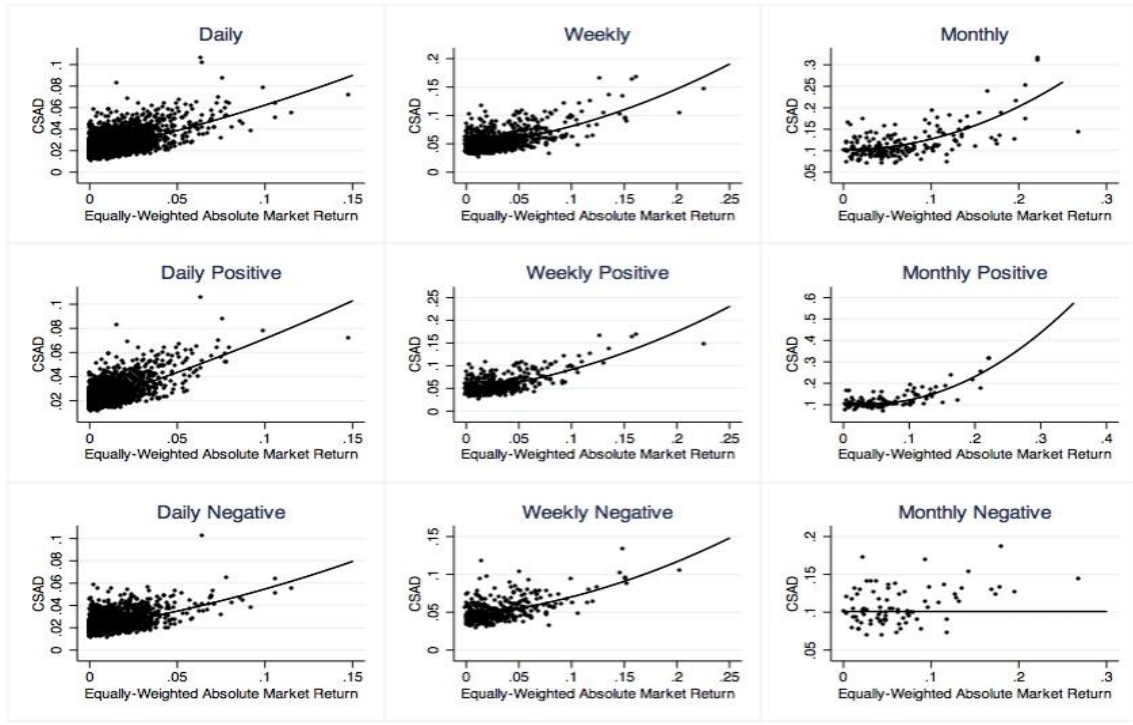 Daily
CSAD
.1
.08
.06
.04
.02
0
0 .05 .1 .15
Equally-Weighted Absolute Market Return
Weekly
CSAD
.2
.15
.1
.05
0
0 .05 .1 .15 .2 .25
Equally-Weighted Absolute Market Return
Monthly
CSAD
.3
.25
.2
.15
.1
.05
0 .1 .2 .3
Equally-Weighted Absolute Market Return
Daily Positive
CSAD
.1
.08
.06
.04
.02
0 .05 .1 .15
Equally-Weighted Absolute Market Return
Weekly Positive
CSAD
.25
.2
.15
.1
.05
0
0 .05 .1 .15 .2 .25
Equally-Weighted Absolute Market Return
Monthly Positive
CSAD
.6
.5
.4
.3
.2
.1
0 .1 .2 .3 .4
Equally-Weighted Absolute Market Return
Daily Negative
CSAD
.1
.08
.06
.04
.02
0
0 .05 .1 .15
Equally-Weighted Absolute Market Return
Weekly Negative
CSAD
.15
.1
.05
0
0 .05 .1 .15 .2 .25
Equally-Weighted Absolute Market Return
Monthly Negative
CSAD
.2
.15
.1
.05
0 .1 .2 .3
Equally-Weighted Absolute Market Return